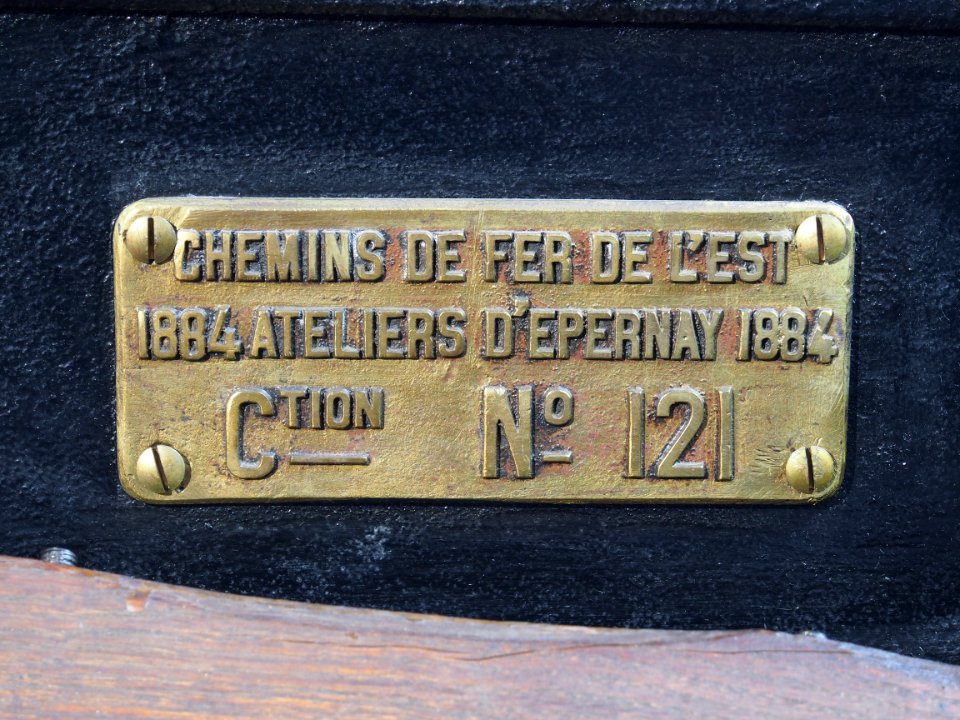 CHEMINS DE FER DE L'EST
1884 ATELIERS D'EPERNAY 1884
CTION Nº 121